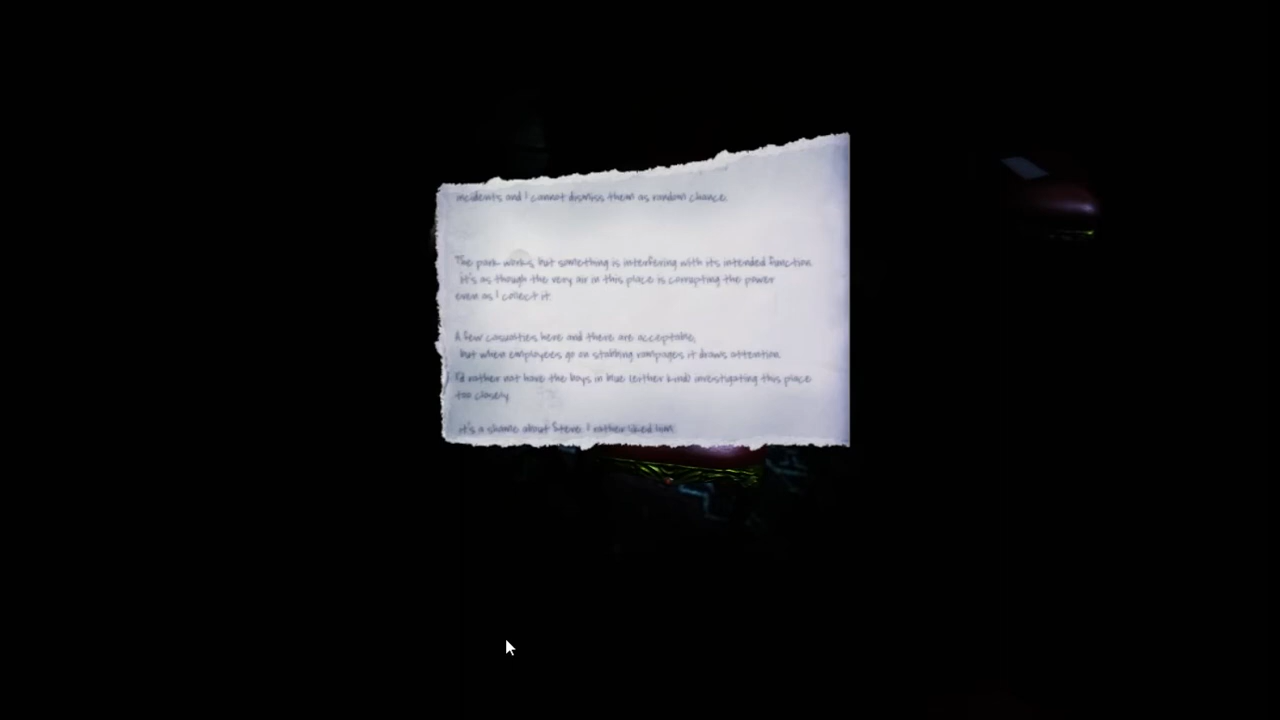 incidents and I cannot dismiss them as random chance.
The park works, but something is interfering with its intended function
it's as though the very air in this place is corrupting the power
even as I collect it.
A few casualties here and there are acceptable,
but when employees go on stabbing rampages it draws attention.
I'd rather not have the boys in blue (either kind) investigating this place
too closely.
it's a shame about I rather liked him.